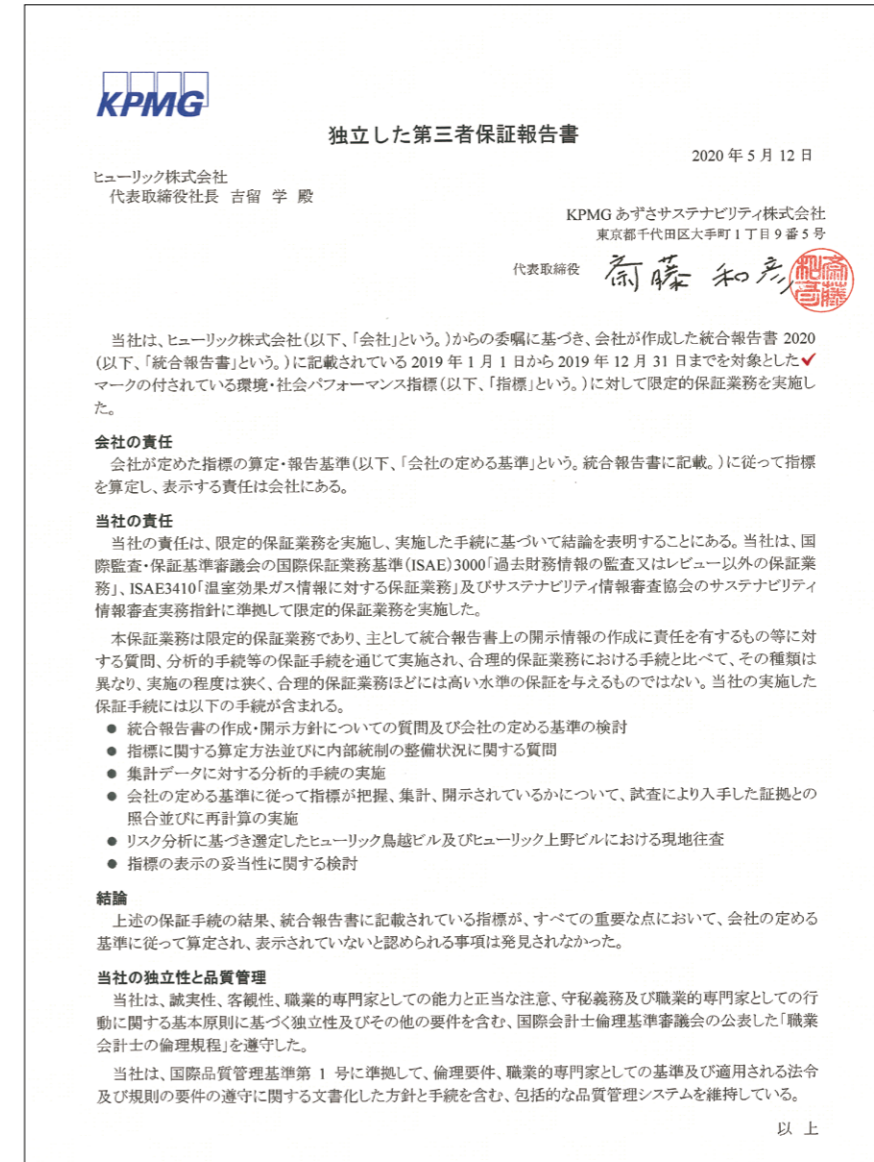 KPMG
独立した第三者保証報告書
2020年5月12日
ヒューリック株式会社
代表取締役社長 吉留 学 殿
KPMGあずさサステナビリティ株式会社
東京都千代田区大手町1丁目9番5号
代表取締役 斎藤 和彦
当社は、ヒューリック株式会社(以下、「会社」という。)からの委嘱に基づき、会社が作成した統合報告書 2020
(以下、「統合報告書」という。)に記載されている 2019 年 1 月 1 日から 2019 年 12 月 31 日までを対象とした✓
マークの付されている環境・社会パフォーマンス指標(以下、「指標」という。)に対して限定的保証業務を実施し
た。
会社の責任
会社が定めた指標の算定・報告基準(以下、「会社の定める基準」という。統合報告書に記載。)に従って指標
を算定し、表示する責任は会社にある。
当社の責任
当社の責任は、限定的保証業務を実施し、実施した手続に基づいて結論を表明することにある。当社は、国
際監査・保証基準審議会の国際保証業務基準(ISAE)3000「過去財務情報の監査又はレビュー以外の保証業
務」、ISAE3410「温室効果ガス情報に対する保証業務」及びサステナビリティ情報審査協会のサステナビリティ
情報審査実務指針に準拠して限定的保証業務を実施した。
本保証業務は限定的保証業務であり、主として統合報告書上の開示情報の作成に責任を有するもの等に対
する質問、分析的手続等の保証手続を通じて実施され、合理的保証業務における手続と比べて、その種類は
異なり、実施の程度は狭く、合理的保証業務ほどには高い水準の保証を与えるものではない。当社の実施した
保証手続には以下の手続が含まれる。
● 統合報告書の作成・開示方針についての質問及び会社の定める基準の検討
● 指標に関する算定方法並びに内部統制の整備状況に関する質問
● 集計データに対する分析的手続の実施
● 会社の定める基準に従って指標が把握、集計、開示されているかについて、試査により入手した証拠との
照合並びに再計算の実施
● リスク分析に基づき選定したヒューリック鳥越ビル及びヒューリック上野ビルにおける現地往査
● 指標の表示の妥当性に関する検討
結論
上述の保証手続の結果、統合報告書に記載されている指標が、すべての重要な点において、会社の定める
基準に従って算定され、表示されていないと認められる事項は発見されなかった。
当社の独立性と品質管理
当社は、誠実性、客観性、職業的専門家としての能力と正当な注意、守秘義務及び職業的専門家としての行
動に関する基本原則に基づく独立性及びその他の要件を含む、国際会計士倫理基準審議会の公表した「職業
会計士の倫理規程」を遵守した。
当社は、国際品質管理基準第 1 号に準拠して、倫理要件、職業的専門家としての基準及び適用される法令
及び規則の要件の遵守に関する文書化した方針と手続を含む、包括的な品質管理システムを維持している。
以 上